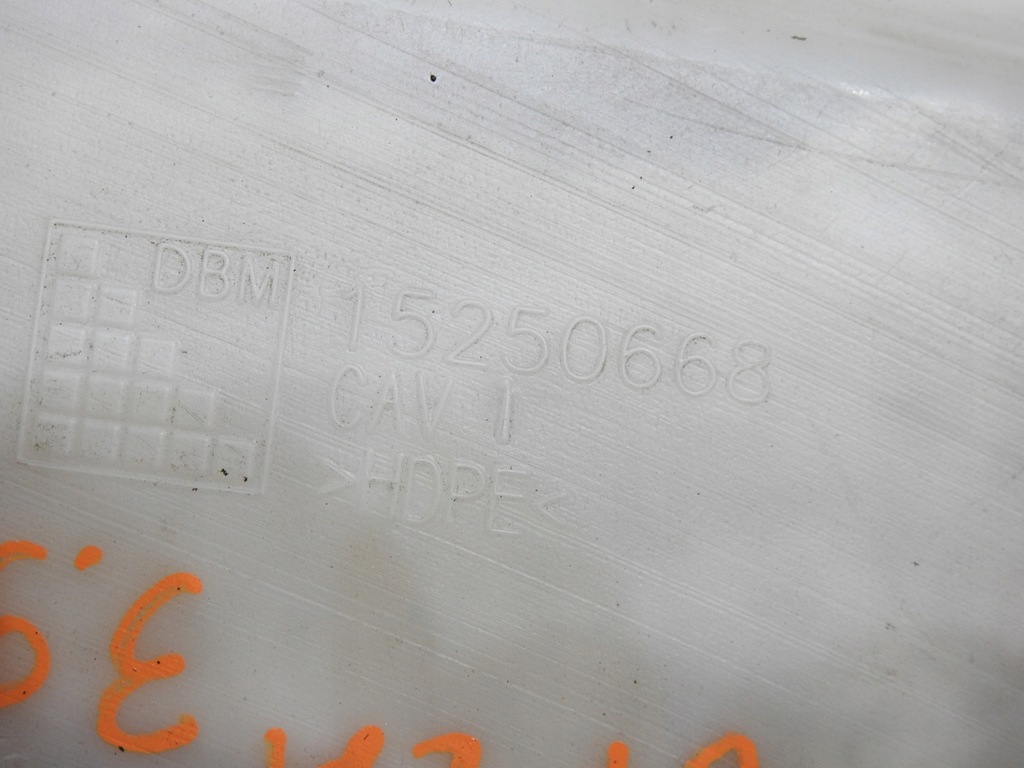 DBM
15250668
CAV 1
>HDPE<